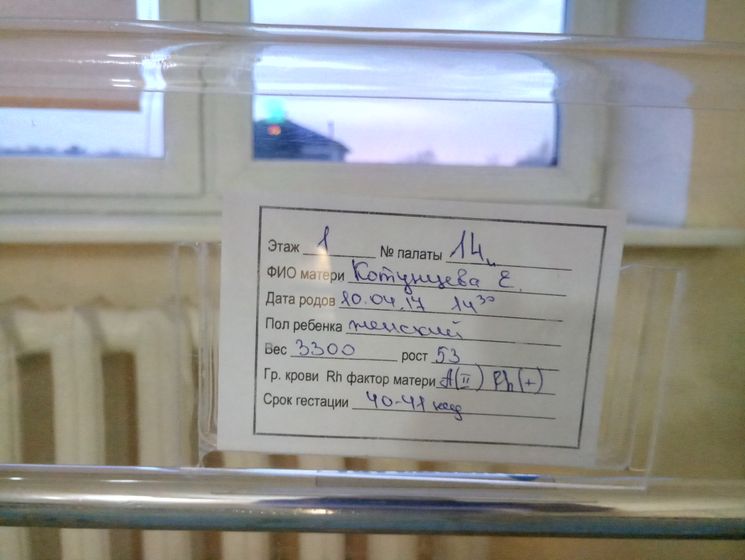 Этаж 1 № палаты 14
ФИО матери Котунцева Е.
Дата родов 10.04.17 14³⁰
Пол ребенка женский
Вес 3300 рост 53
Гр. крови Rh фактор матери A(II) Rh(+)
Срок гестации 40-41 нед